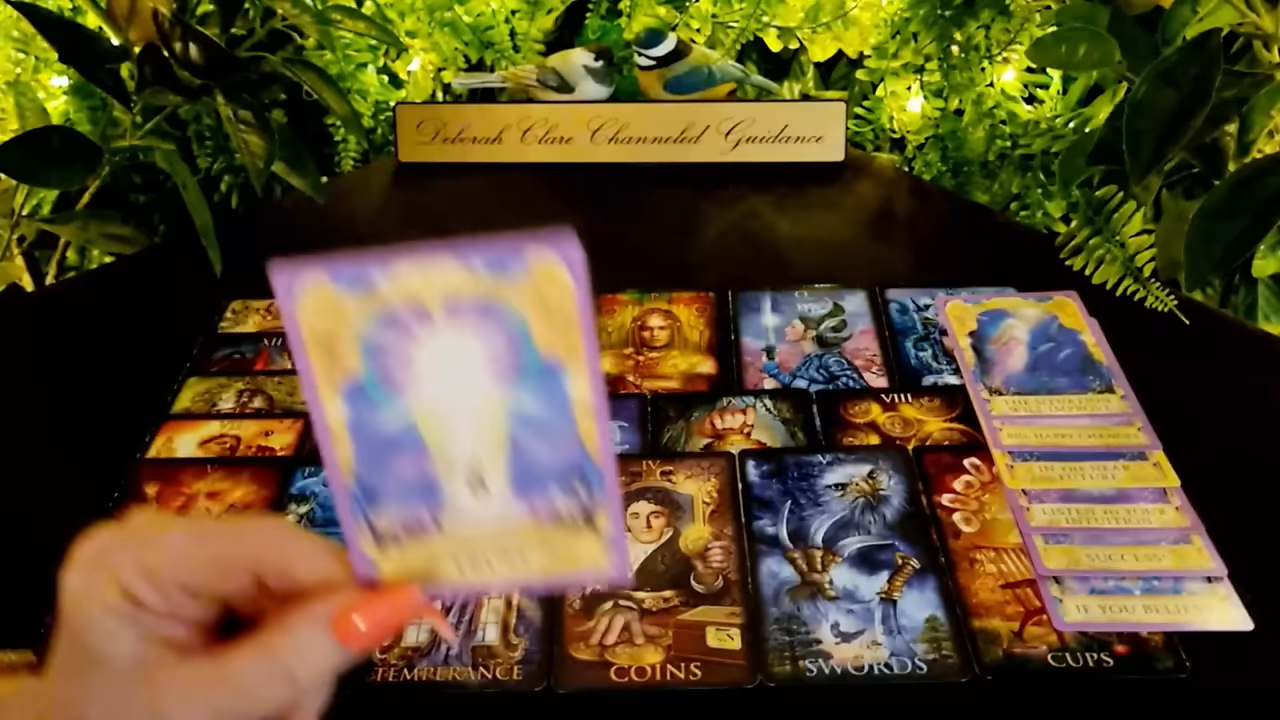 Deborah Clare Channeled Guidance
VIII
THE SITUATION
WILL IMPROVE
BIG HAPPY CHANGES
IN THE NEAR
FUTURE
LISTEN TO YOUR
INTUITION
SUCCESS
IF YOU BELIEVE
IV
TEMPERANCE
COINS
SWORDS
CUPS